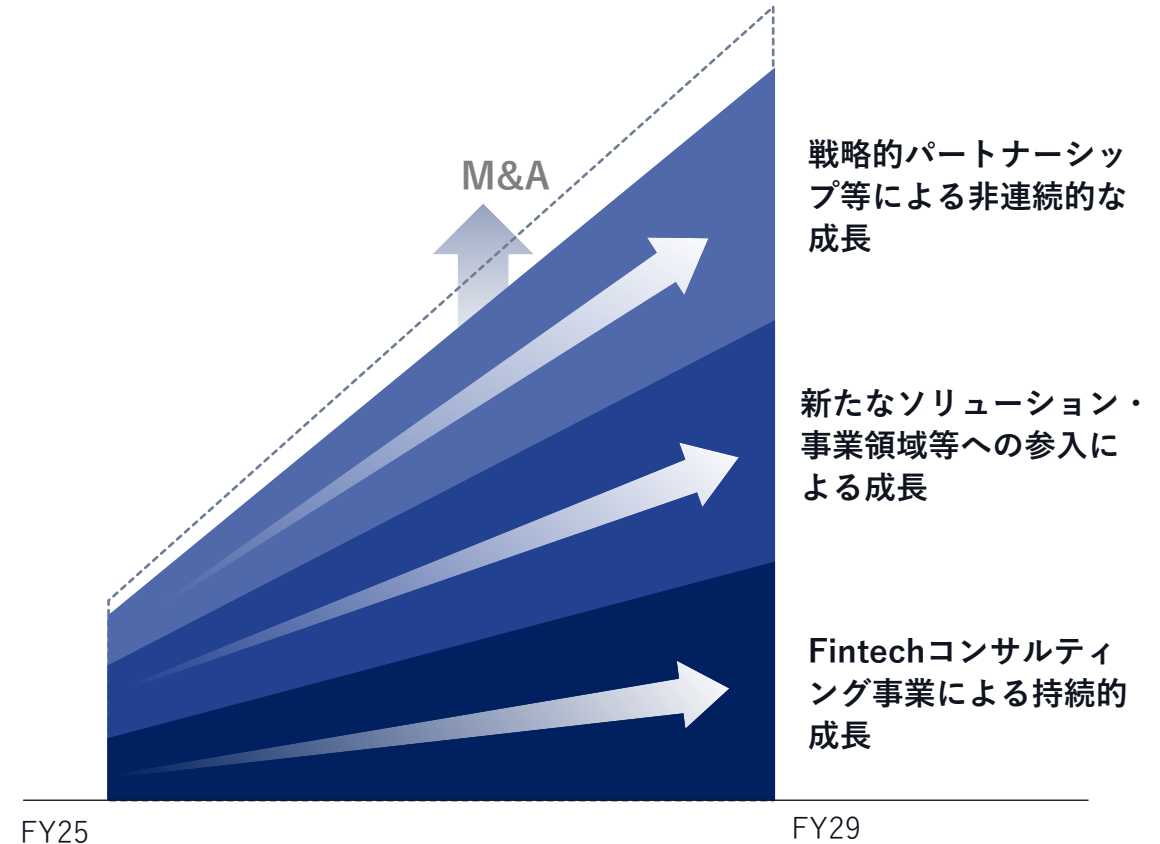 M&A
戦略的パートナーシッ
プ等による非連続的な
成長
新たなソリューション・
事業領域等への参入に
よる成長
Fintechコンサルティ
ング事業による持続的
成長
FY25
FY29